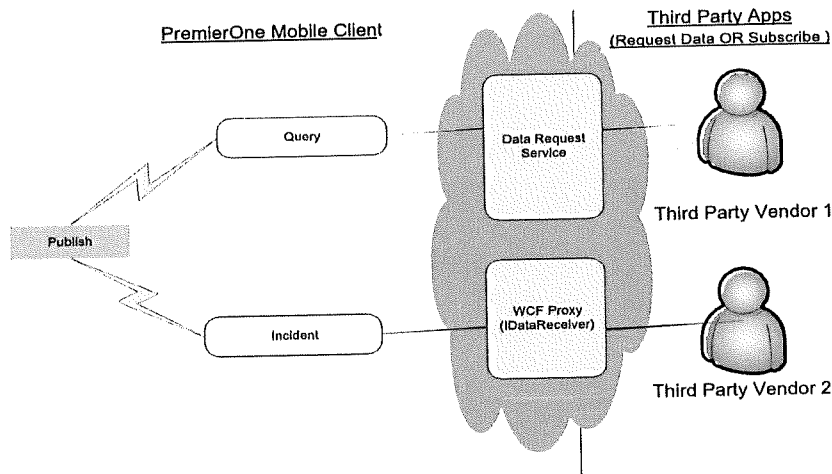 PremierOne Mobile Client
Third Party Apps
(Request Data OR Subscribe )
Query
Data Request
Service
Third Party Vendor 1
Publish
Incident
WCF Proxy
(IDataReceiver)
Third Party Vendor 2